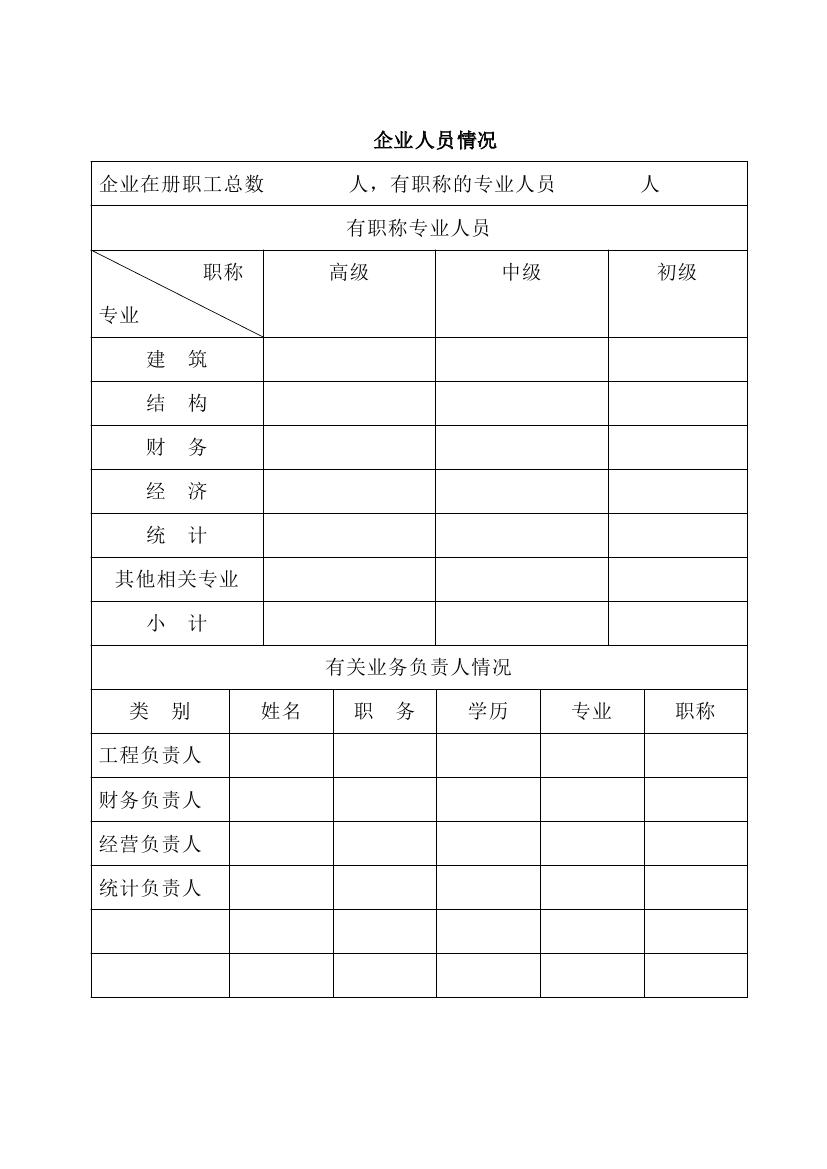 企业人员情况
企业在册职工总数 人，有职称的专业人员 人
有职称专业人员
职称 高级 中级 初级
专业
建 筑
结 构
财 务
经 济
统 计
其他相关专业
小 计
有关业务负责人情况
类 别 姓名 职 务 学历 专业 职称
工程负责人
财务负责人
经营负责人
统计负责人